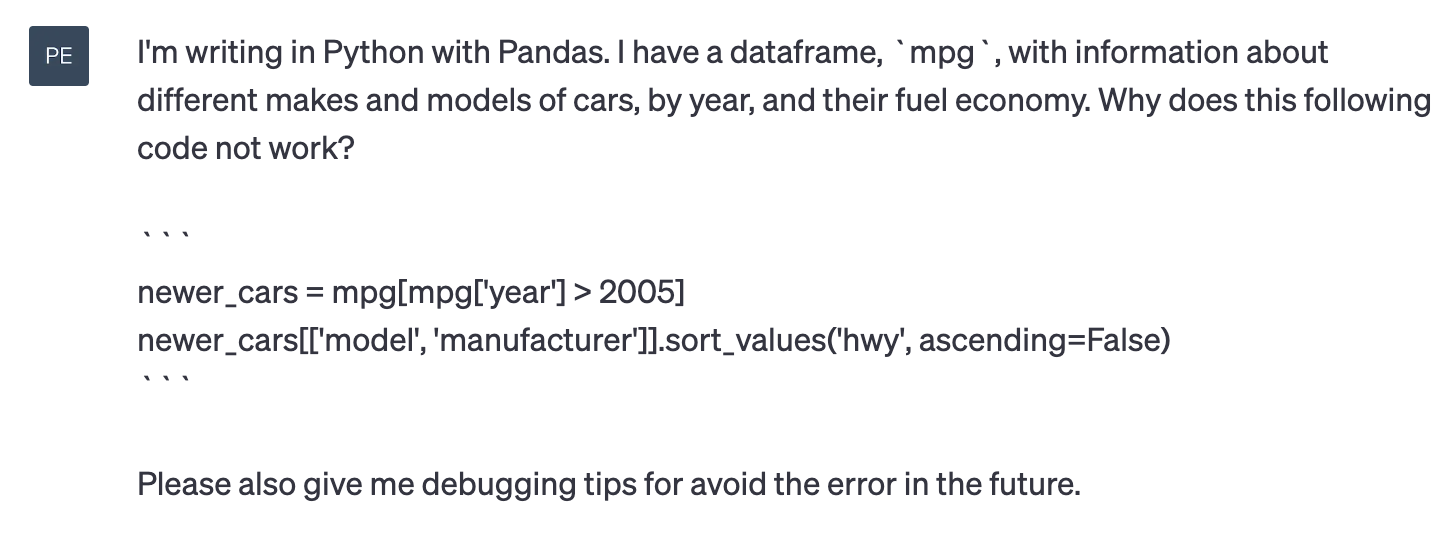 PE
I'm writing in Python with Pandas. I have a dataframe, `mpg`, with information about
different makes and models of cars, by year, and their fuel economy. Why does this following
code not work?
```
newer_cars = mpg[mpg['year'] > 2005]
newer_cars[['model', 'manufacturer']].sort_values('hwy', ascending=False)
```
Please also give me debugging tips for avoid the error in the future.